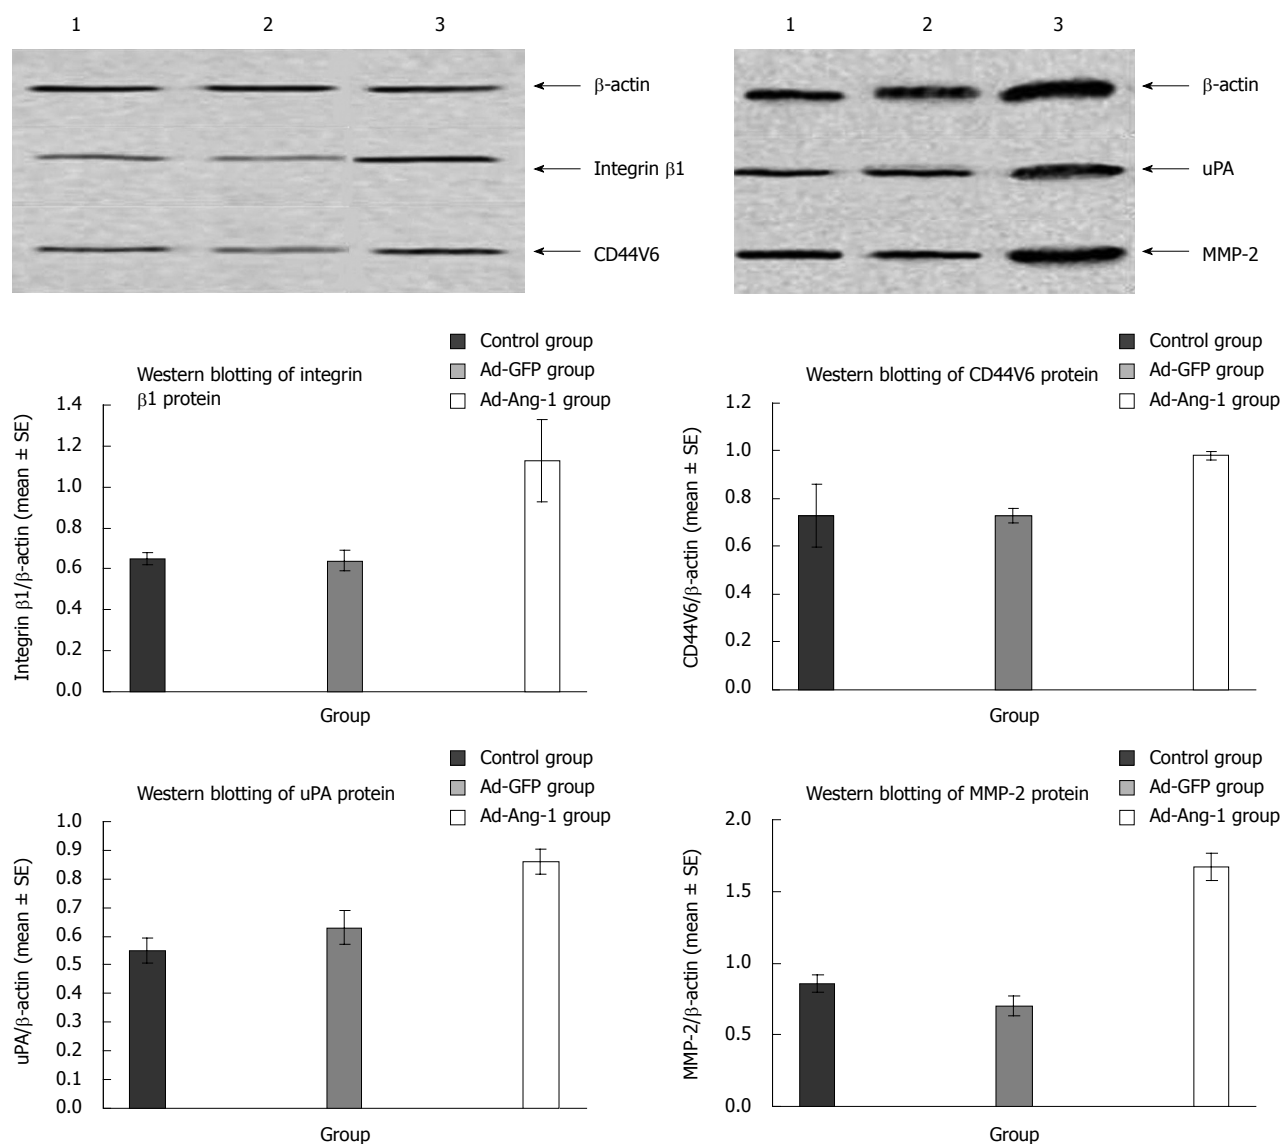 1 2 3
β-actin
Integrin β1
CD44V6
1 2 3
β-actin
uPA
MMP-2
Control group
Ad-GFP group
Ad-Ang-1 group
Western blotting of integrin
β1 protein
Integrin β1/β-actin (mean ± SE)
1.4
1.2
1.0
0.8
0.6
0.4
0.2
0.0
Group
Control group
Ad-GFP group
Ad-Ang-1 group
Western blotting of CD44V6 protein
CD44V6/β-actin (mean ± SE)
1.2
1.0
0.8
0.6
0.4
0.2
0.0
Group
Control group
Ad-GFP group
Ad-Ang-1 group
Western blotting of uPA protein
uPA/β-actin (mean ± SE)
1.0
0.9
0.8
0.7
0.6
0.5
0.4
0.3
0.2
0.1
0.0
Group
Control group
Ad-GFP group
Ad-Ang-1 group
Western blotting of MMP-2 protein
MMP-2/β-actin (mean ± SE)
2.0
1.5
1.0
0.5
0.0
Group